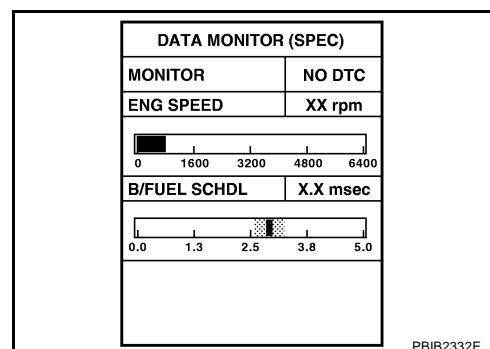 DATA MONITOR (SPEC)
MONITOR NO DTC
ENG SPEED XX rpm
0 1600 3200 4800 6400
B/FUEL SCHDL X.X msec
0.0 1.3 2.5 3.8 5.0
PBIB2332E